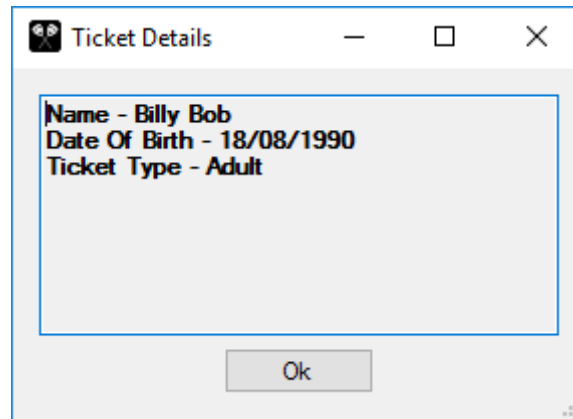 Ticket Details
Name - Billy Bob
Date Of Birth - 18/08/1990
Ticket Type - Adult
Ok